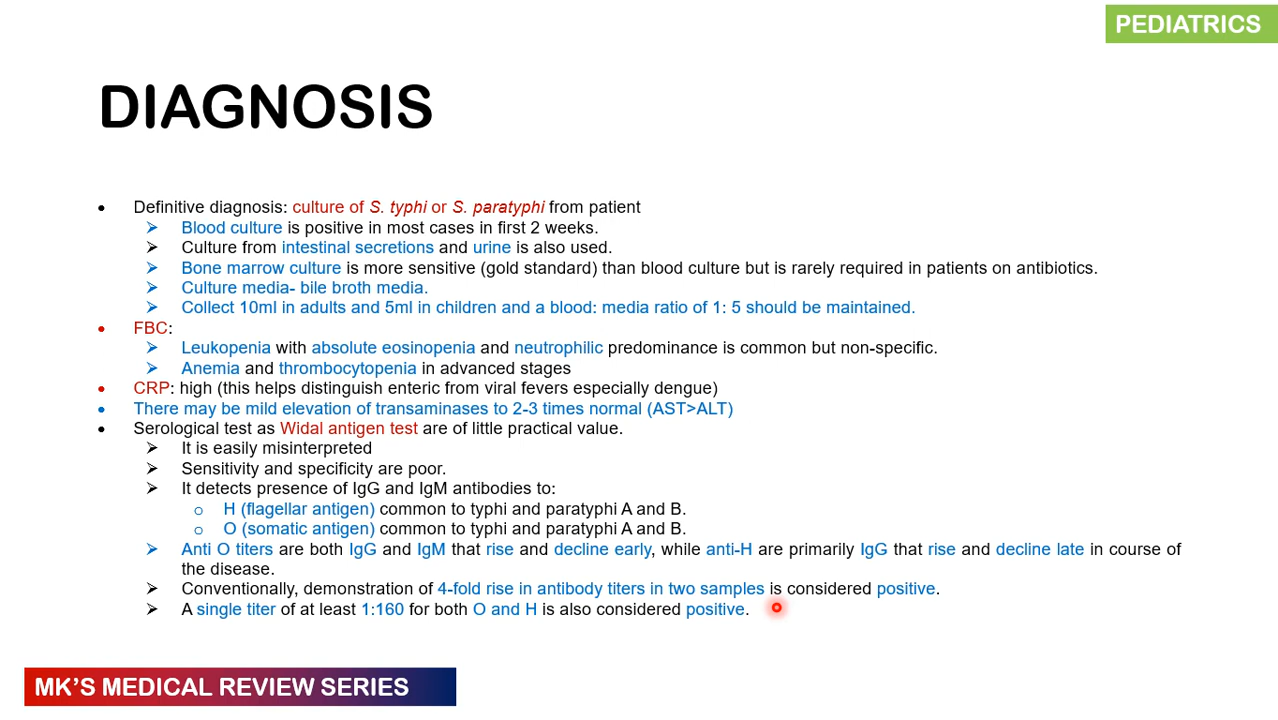 PEDIATRICS
DIAGNOSIS
• Definitive diagnosis: culture of S. typhi or S. paratyphi from patient
➢ Blood culture is positive in most cases in first 2 weeks.
➢ Culture from intestinal secretions and urine is also used.
➢ Bone marrow culture is more sensitive (gold standard) than blood culture but is rarely required in patients on antibiotics.
➢ Culture media- bile broth media.
➢ Collect 10ml in adults and 5ml in children and a blood: media ratio of 1: 5 should be maintained.
• FBC:
➢ Leukopenia with absolute eosinopenia and neutrophilic predominance is common but non-specific.
➢ Anemia and thrombocytopenia in advanced stages
• CRP: high (this helps distinguish enteric from viral fevers especially dengue)
• There may be mild elevation of transaminases to 2-3 times normal (AST>ALT)
• Serological test as Widal antigen test are of little practical value.
➢ It is easily misinterpreted
➢ Sensitivity and specificity are poor.
➢ It detects presence of IgG and IgM antibodies to:
o H (flagellar antigen) common to typhi and paratyphi A and B.
o O (somatic antigen) common to typhi and paratyphi A and B.
➢ Anti O titers are both IgG and IgM that rise and decline early, while anti-H are primarily IgG that rise and decline late in course of
the disease.
➢ Conventionally, demonstration of 4-fold rise in antibody titers in two samples is considered positive.
➢ A single titer of at least 1:160 for both O and H is also considered positive.
MK'S MEDICAL REVIEW SERIES